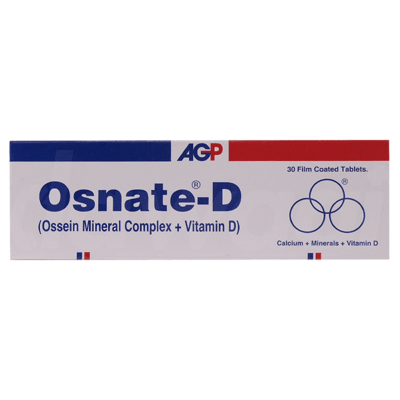 AGP
30 Film Coated Tablets.
Osnate®-D
(Ossein Mineral Complex + Vitamin D)
®
Calcium + Minerals + Vitamin D